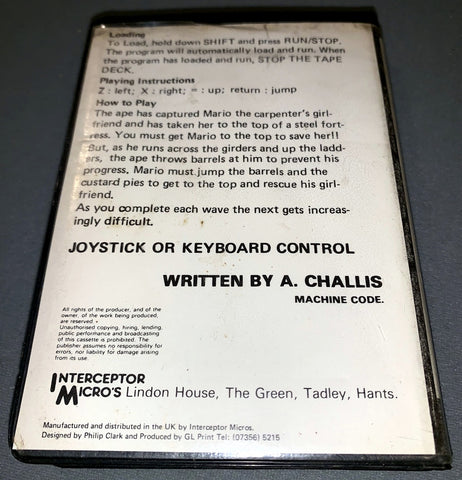 Loading
To Load, hold down SHIFT and press RUN/STOP.
The program will automatically load and run. When
the program has loaded and run, STOP THE TAPE
DECK.
Playing Instructions
Z : left; X : right; = : up; return : jump
How to Play
The ape has captured Mario the carpenter's girl-
friend and has taken her to the top of a steel fort-
ress. You must get Mario to the top to save her!!
But, as he runs across the girders and up the ladd-
ers, the ape throws barrels at him to prevent his
progress, Mario must jump the barrels and the
custard pies to get to the top and rescue his girl-
friend.
As you complete each wave the next gets increas-
ingly difficult.
JOYSTICK OR KEYBOARD CONTROL
WRITTEN BY A. CHALLIS
MACHINE CODE.
All rights of the producer, and of the
owner, of the work being produced,
are reserved •
Unauthorised copying, hiring, lending,
public performance and broadcasting
of this cassette is prohibited. The
publisher assumes no responsibility for
errors, nor liability for damage arising
from its use.
INTERCEPTOR
MICRO'S Lindon House, The Green, Tadley, Hants.
Manufactured and distributed in the UK by Interceptor Micros.
Designed by Philip Clark and Produced by GL Print Tel: (07356) 5215